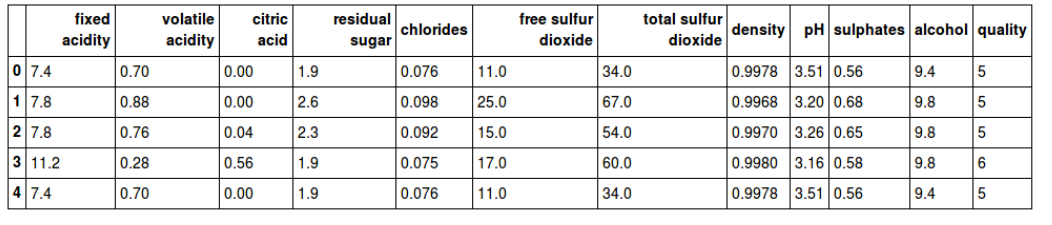 fixed acidity volatile acidity citric acid residual sugar chlorides free sulfur dioxide total sulfur dioxide density pH sulphates alcohol quality
0 7.4 0.70 0.00 1.9 0.076 11.0 34.0 0.9978 3.51 0.56 9.4 5
1 7.8 0.88 0.00 2.6 0.098 25.0 67.0 0.9968 3.20 0.68 9.8 5
2 7.8 0.76 0.04 2.3 0.092 15.0 54.0 0.9970 3.26 0.65 9.8 5
3 11.2 0.28 0.56 1.9 0.075 17.0 60.0 0.9980 3.16 0.58 9.8 6
4 7.4 0.70 0.00 1.9 0.076 11.0 34.0 0.9978 3.51 0.56 9.4 5